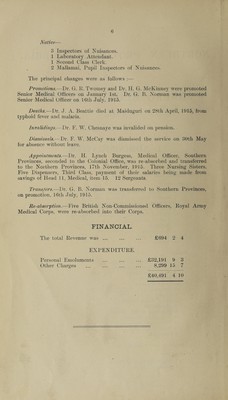 6
Native—
3 Inspectors of Nuisances.
1 Laboratory Attendant.
1 Second Class Clerk.
2 Mallamai, Pupil Inspectors of Nuisances.
The principal charges were as follows :—
Promotions.—Dr. G. E. Twomey and Dr. H. G. McKinney were promoted
Senior Medical Officers on January 1st. Dr. G. B. Norman was promoted
Senior Medical Officer on 16th July, 1915.
Deaths.—Dr. J. A. Beattie died at Maidugari on 29th April, 1915, from
typhoid fever and malaria.
Invalidings.—Dr. F. W. Chesnaye was invalided on pension.
Dismissals.—Dr. F. W. McCay was dismissed the service on 30th May
for absence without leave.
Appointments.—Dr. H. Lynch Burgess, Medical Officer, Southern
Provinces, seconded to the Colonial Office, was re-absorbed and transferred
to the Northern Provinces, 17th November, 1915. Three Nursing Sisters.
Five Dispensers, Third Class, payment of their salaries being made from
savings of Head 11, Medical, item 15. 12 Sergeants.
Transfers.—Dr. G. B. Norman was transferred to Southern Provinces,
on promotion, 16th July, 1915.
Re-absorption.—Five British Non-Commissioned Officers, Royal Army
Medical Corps, were re-absorbed into their Corps.
FINANCIAL
The total Revenue was ... ... ... £694 2 4
EXPENDITURE.
Personal Emoluments ... ... ... £32,191 9 3
Other Charges ... ... ... ... 8,299 15 7
£40,491 4 10